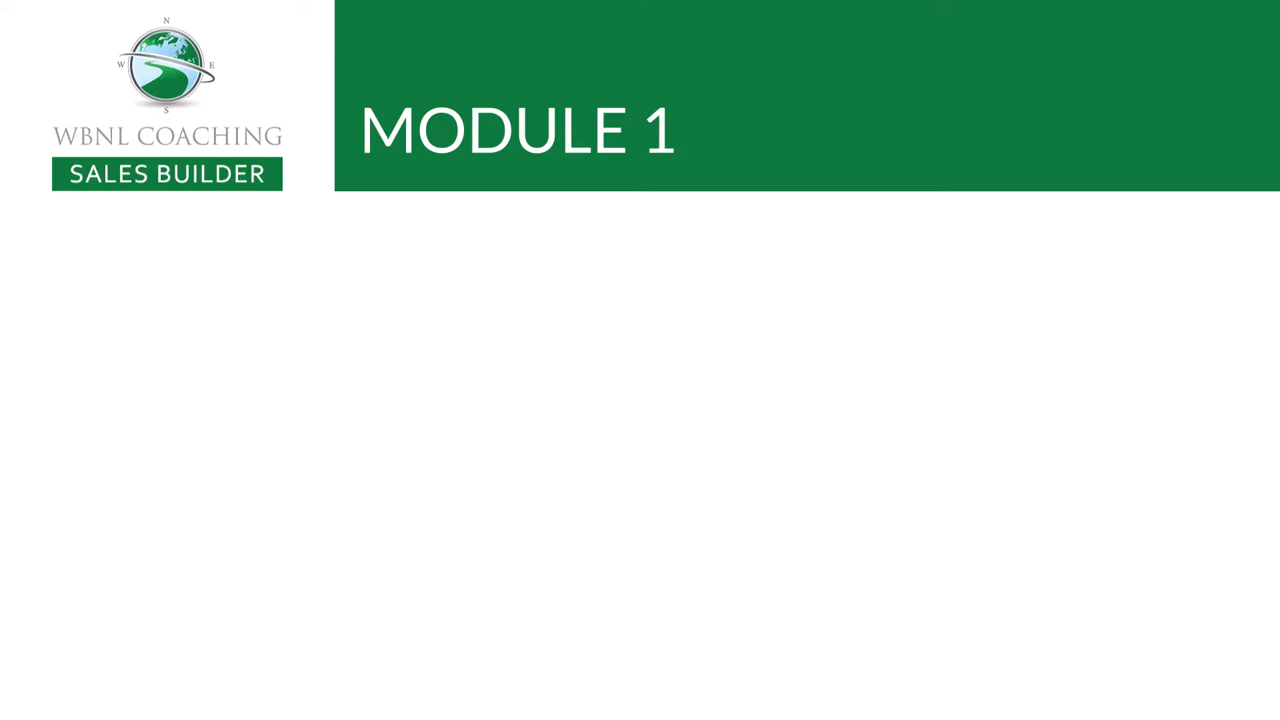 N
W E
S
WBNL COACHING
SALES BUILDER
MODULE 1